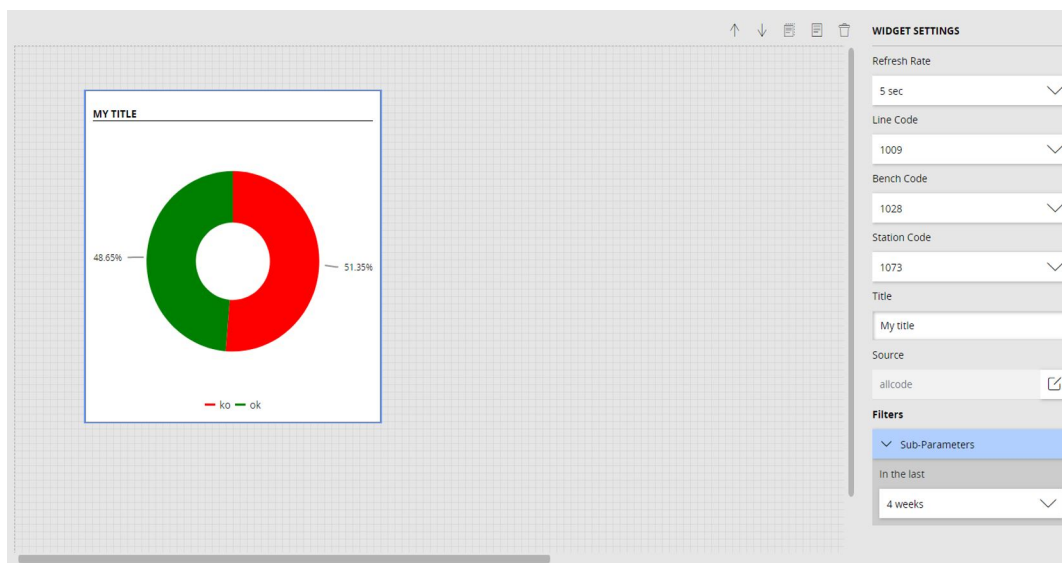 WIDGET SETTINGS
Refresh Rate
5 sec
Line Code
1009
Bench Code
1028
Station Code
1073
Title
My title
Source
allcode
Filters
Sub-Parameters
In the last
4 weeks
MY TITLE
48.65%
51.35%
ko ok